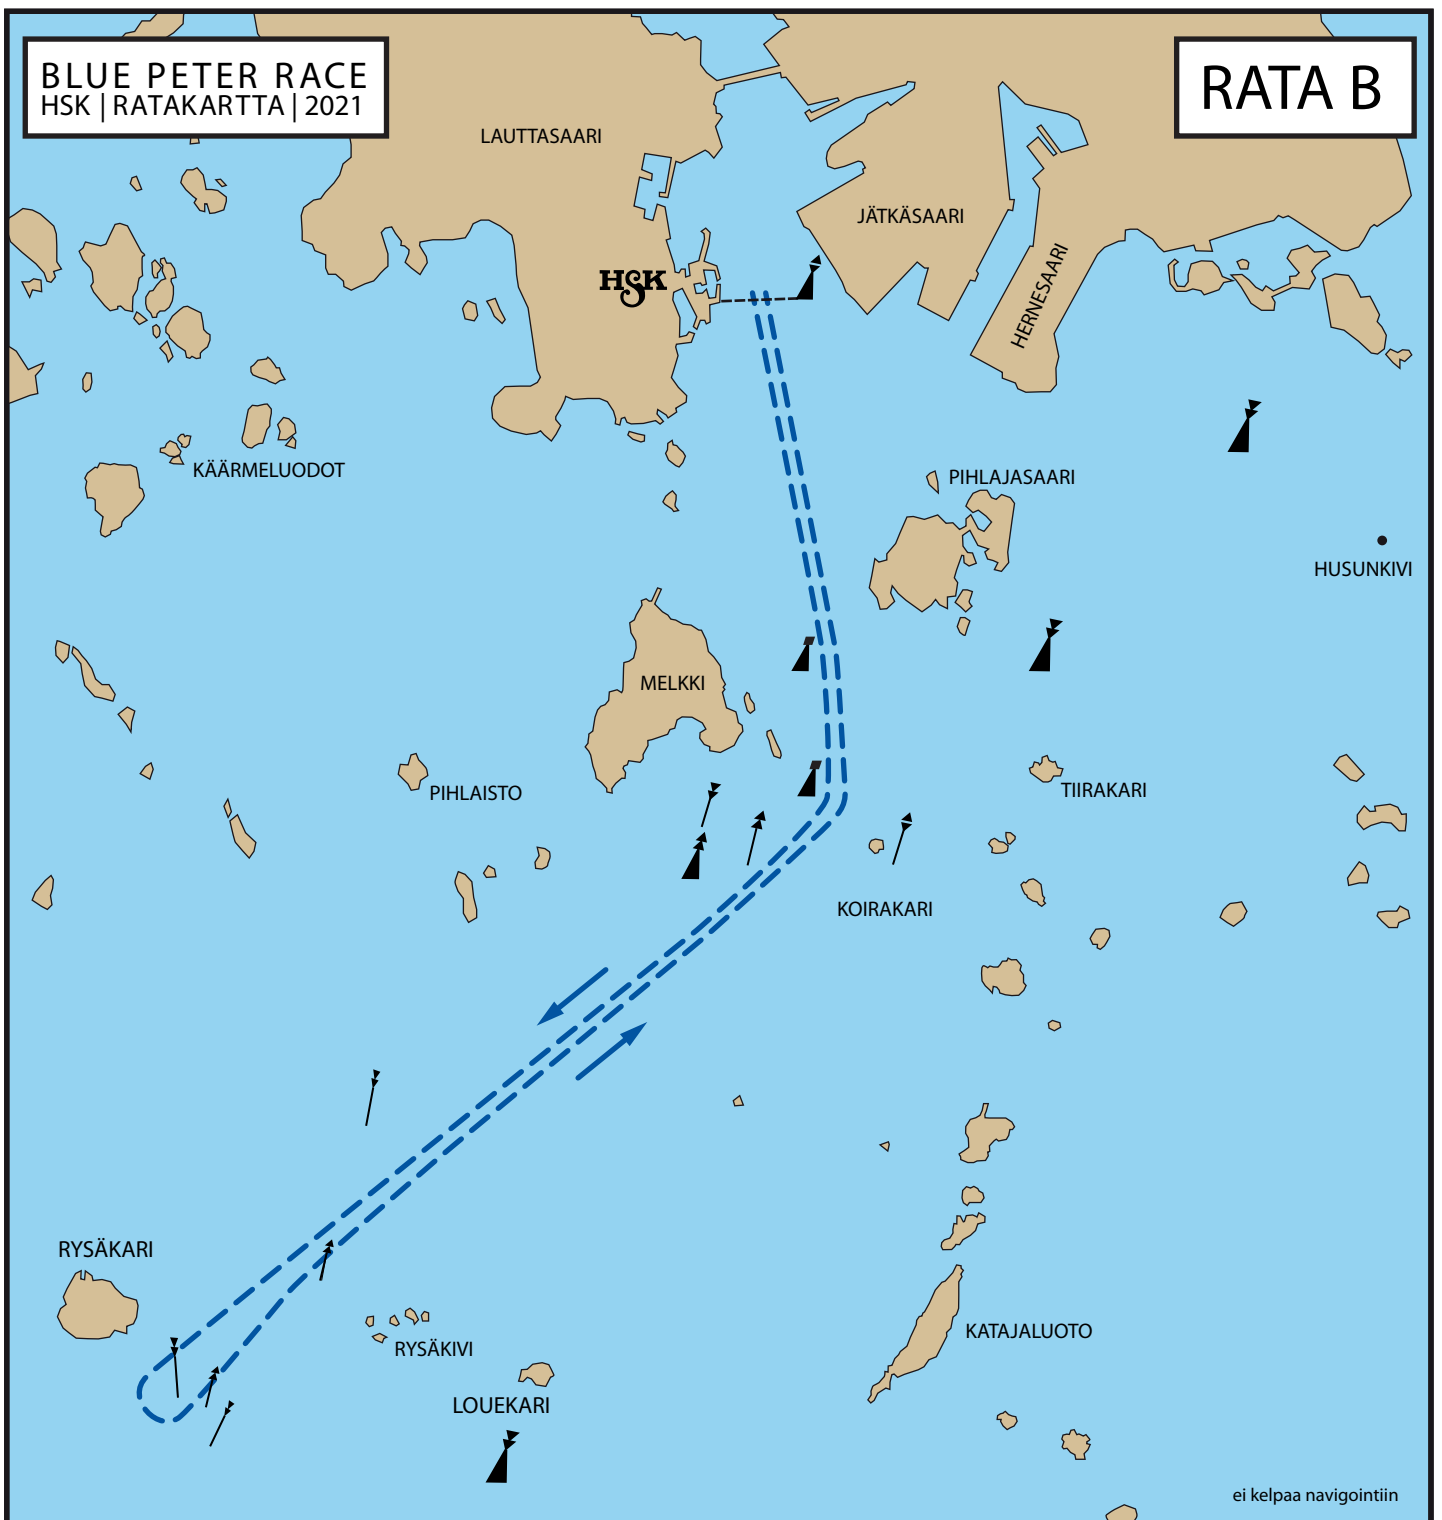 BLUE PETER RACE
HSK | RATAKARTTA | 2021
RATA B
LAUTTASAARI
JÄTKÄSAARI
HERNESAARI
HSK
KÄÄRMELUODOT
PIHLAJASAARI
HUSUNKIVI
MELKKI
PIHLAISTO
TIIRAKARI
KOIRAKARI
RYSÄKARI
RYSÄKIVI
KATAJALUOTO
LOUEKARI
ei kelpaa navigointiin